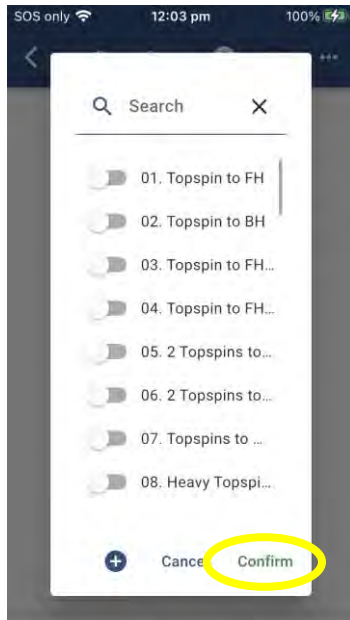 SOS only 12:03 pm 100%
Search
01. Topspin to FH
02. Topspin to BH
03. Topspin to FH...
04. Topspin to FH...
05. 2 Topspins to...
06. 2 Topspins to...
07. Topspins to ...
08. Heavy Topspi...
Cance Confirm